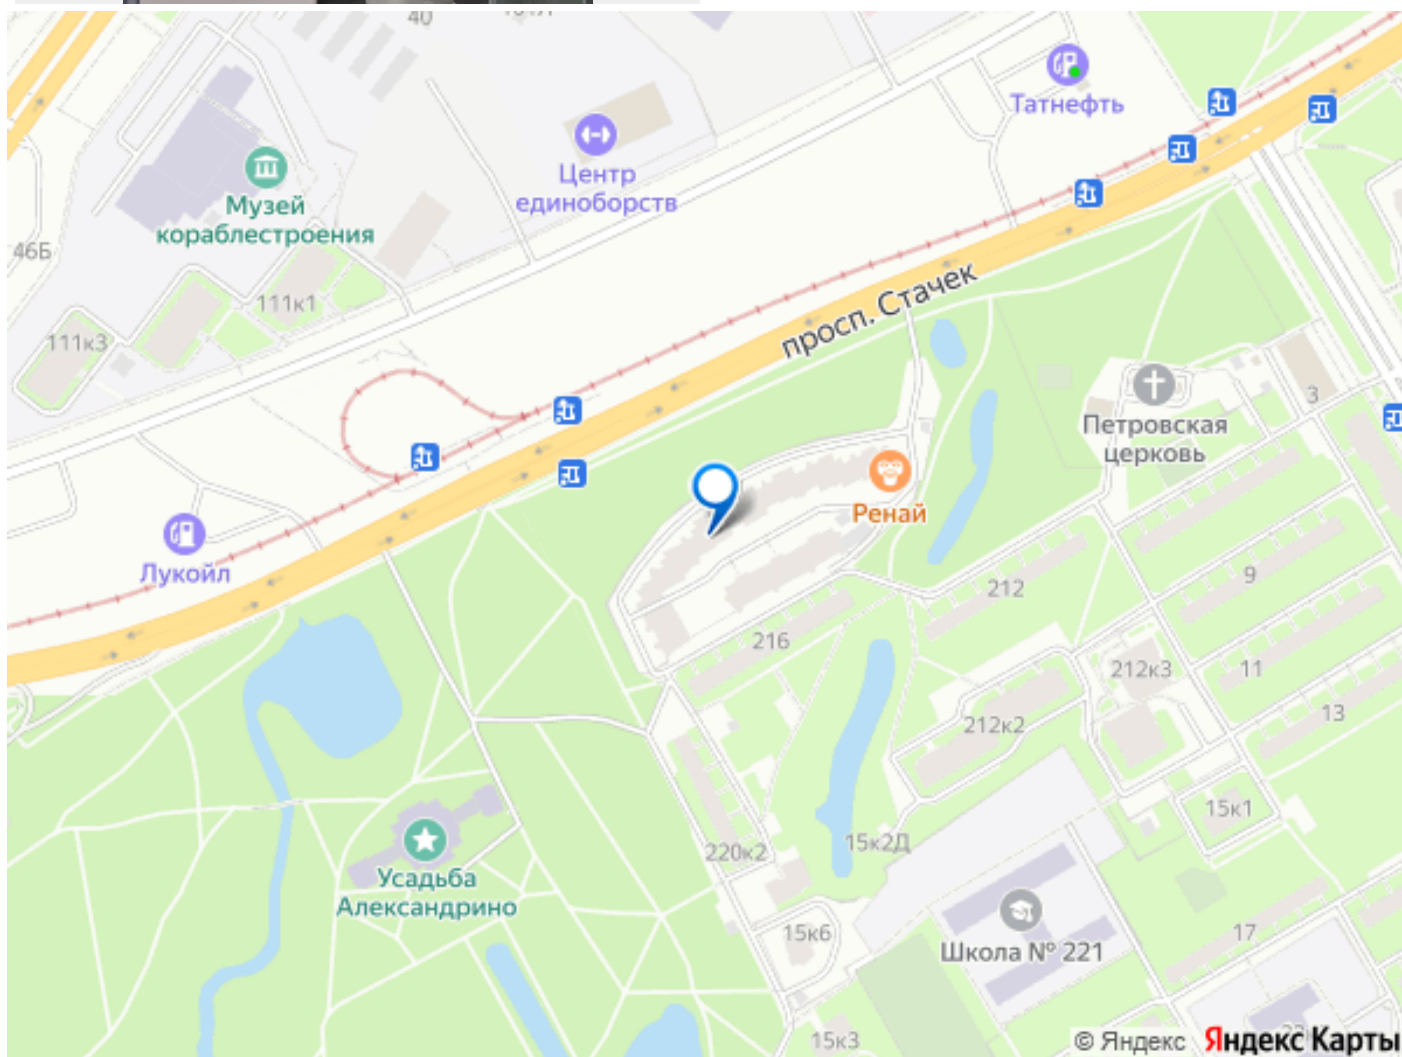 40
Татнефть
Центр
единоборств
Музей
кораблестроения
46Б
111к1
111к3
просп. Стачек
3
Петровская
церковь
Ренай
Лукойл
212
9
216
212к3
11
212к2
13
15к1
220к2
15к2Д
Усадьба
Александрино
15к6
17
Школа № 221
15к3
© Яндекс Яндекс Карты